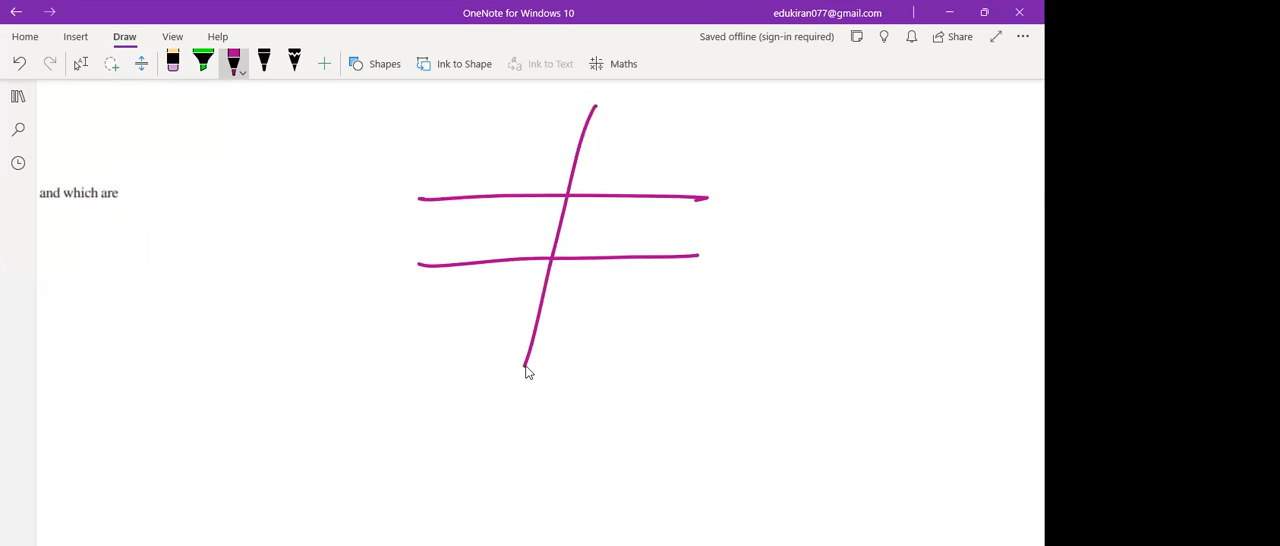 OneNote for Windows 10
edukiran077@gmail.com
Home Insert Draw View Help
Saved offline (sign-in required) Share
Shapes Ink to Shape Ink to Text Maths
and which are